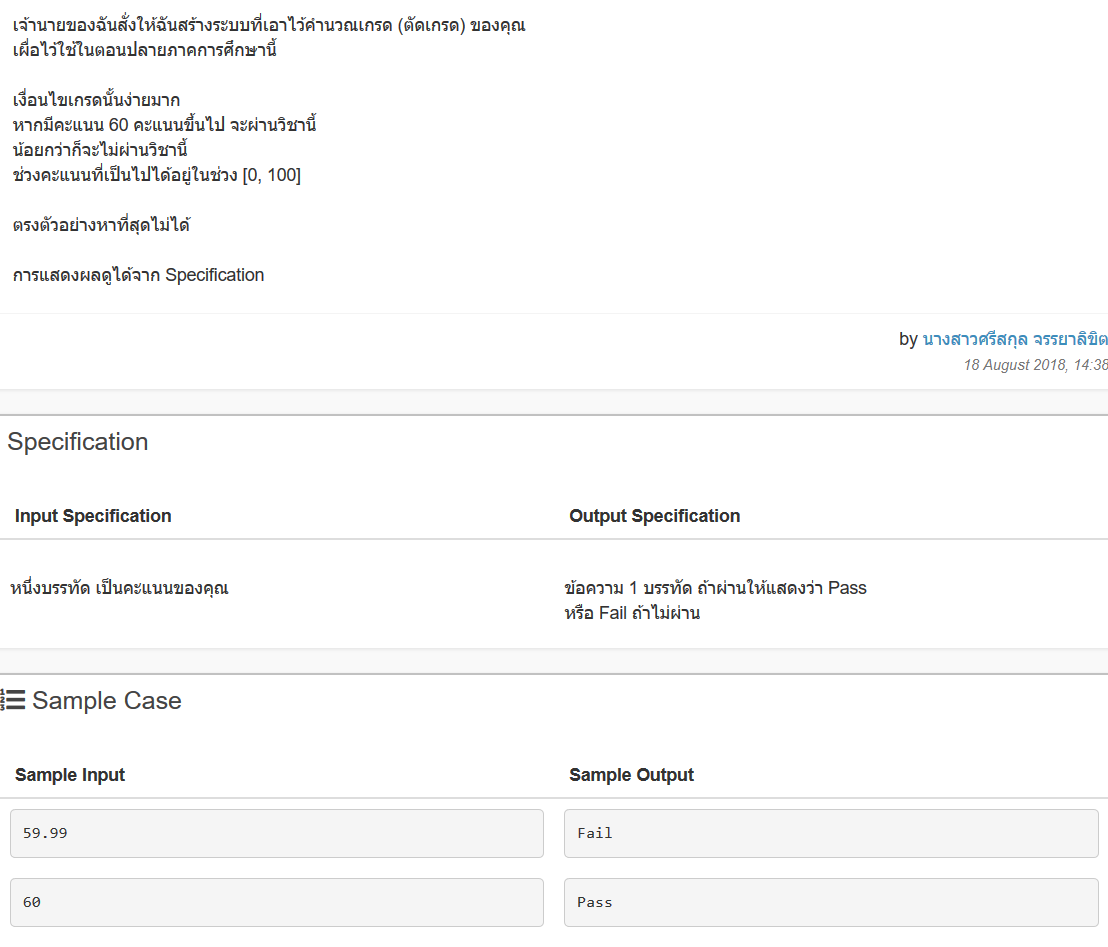 เจ้านายของฉันสั่งให้ฉันสร้างระบบที่เอาไว้คำนวณเกรด (ตัดเกรด) ของคุณ
เผื่อไว้ใช้ในตอนปลายภาคการศึกษานี้
เงื่อนไขเกรดนั้นง่ายมาก
หากมีคะแนน 60 คะแนนขึ้นไป จะผ่านวิชานี้
น้อยกว่าก็จะไม่ผ่านวิชานี้
ช่วงคะแนนที่เป็นไปได้อยู่ในช่วง [0, 100]
ตรงตัวอย่างหาที่สุดไม่ได้
การแสดงผลดูได้จาก Specification
by นางสาวศรีสกุล จรรยาลิขิต
18 August 2018, 14:38
Specification
Input Specification
Output Specification
หนึ่งบรรทัด เป็นคะแนนของคุณ
ข้อความ 1 บรรทัด ถ้าผ่านให้แสดงว่า Pass
หรือ Fail ถ้าไม่ผ่าน
Sample Case
Sample Input
Sample Output
59.99
Fail
60
Pass